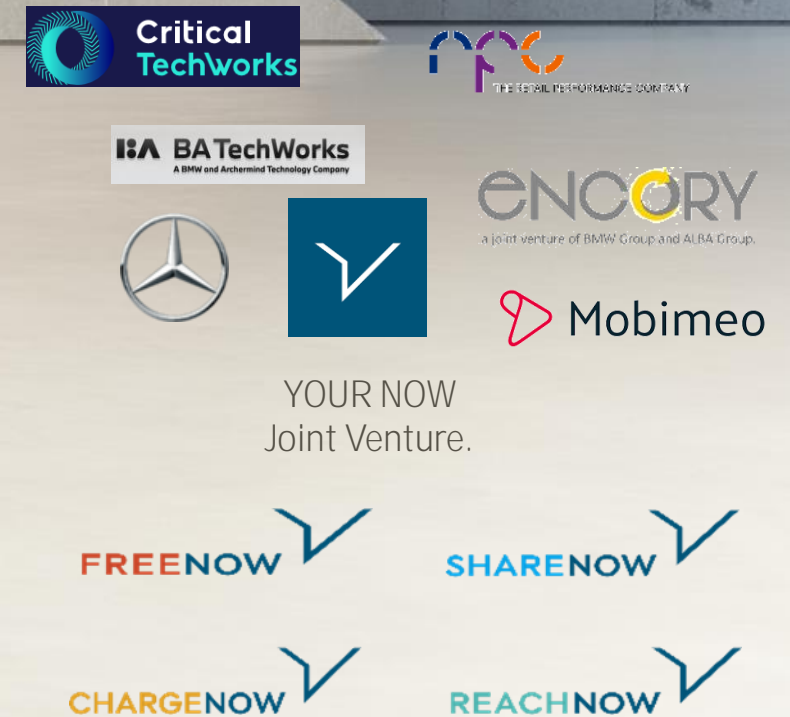 Critical
TechWorks
rpc
THE RETAIL PERFORMANCE COMPANY
BA TechWorks
A BMW and Archermind Technology Company
ENCORY
a joint venture of BMW Group and ALBA Group.
Mobimeo
YOUR NOW
Joint Venture.
FREENOW
SHARENOW
CHARGENOW
REACHNOW